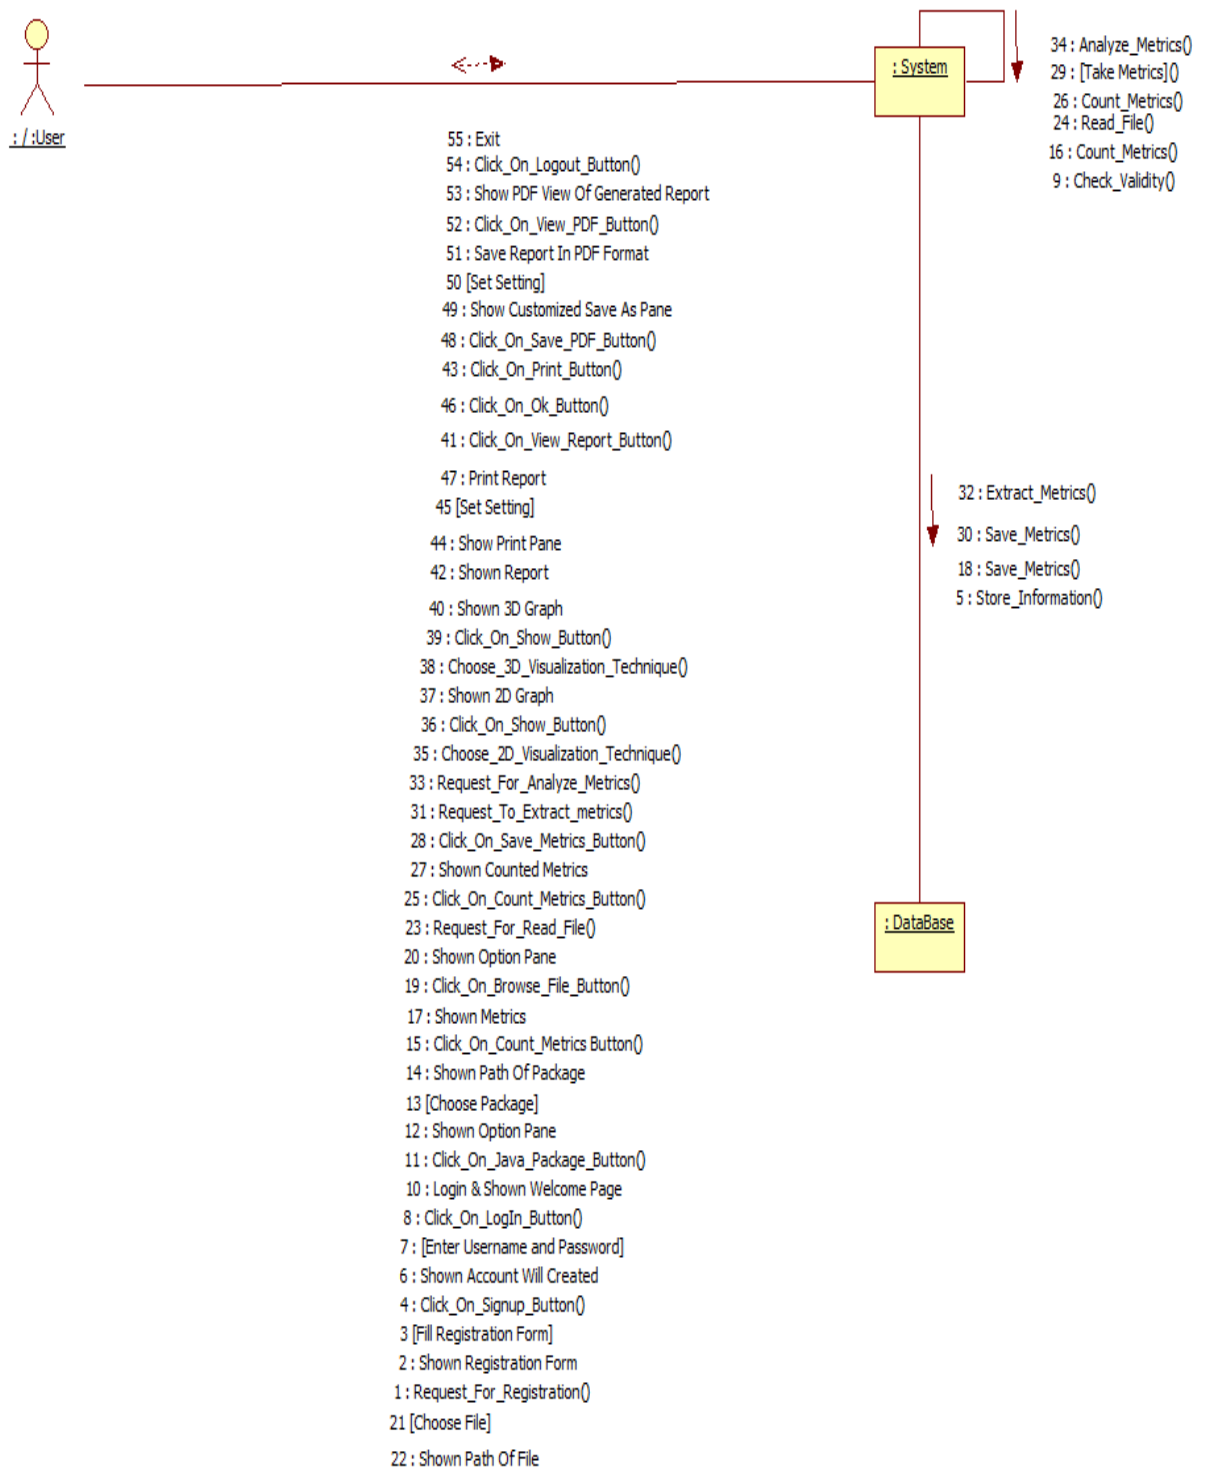 : / :User
: System
34 : Analyze_Metrics()
29 : [Take Metrics]()
26 : Count_Metrics()
24 : Read_File()
16 : Count_Metrics()
9 : Check_Validity()
55 : Exit
54 : Click_On_Logout_Button()
53 : Show PDF View Of Generated Report
52 : Click_On_View_PDF_Button()
51 : Save Report In PDF Format
50 [Set Setting]
49 : Show Customized Save As Pane
48 : Click_On_Save_PDF_Button()
43 : Click_On_Print_Button()
46 : Click_On_Ok_Button()
41 : Click_On_View_Report_Button()
47 : Print Report
45 [Set Setting]
44 : Show Print Pane
42 : Shown Report
40 : Shown 3D Graph
39 : Click_On_Show_Button()
38 : Choose_3D_Visualization_Technique()
37 : Shown 2D Graph
36 : Click_On_Show_Button()
35 : Choose_2D_Visualization_Technique()
33 : Request_For_Analyze_Metrics()
31 : Request_To_Extract_metrics()
28 : Click_On_Save_Metrics_Button()
27 : Shown Counted Metrics
25 : Click_On_Count_Metrics_Button()
23 : Request_For_Read_File()
20 : Shown Option Pane
19 : Click_On_Browse_File_Button()
17 : Shown Metrics
15 : Click_On_Count_Metrics Button()
14 : Shown Path Of Package
13 [Choose Package]
12 : Shown Option Pane
11 : Click_On_Java_Package_Button()
10 : Login & Shown Welcome Page
8 : Click_On_LogIn_Button()
7 : [Enter Username and Password]
6 : Shown Account Will Created
4 : Click_On_Signup_Button()
3 [Fill Registration Form]
2 : Shown Registration Form
1 : Request_For_Registration()
21 [Choose File]
22 : Shown Path Of File
32 : Extract_Metrics()
30 : Save_Metrics()
18 : Save_Metrics()
5 : Store_Information()
: DataBase